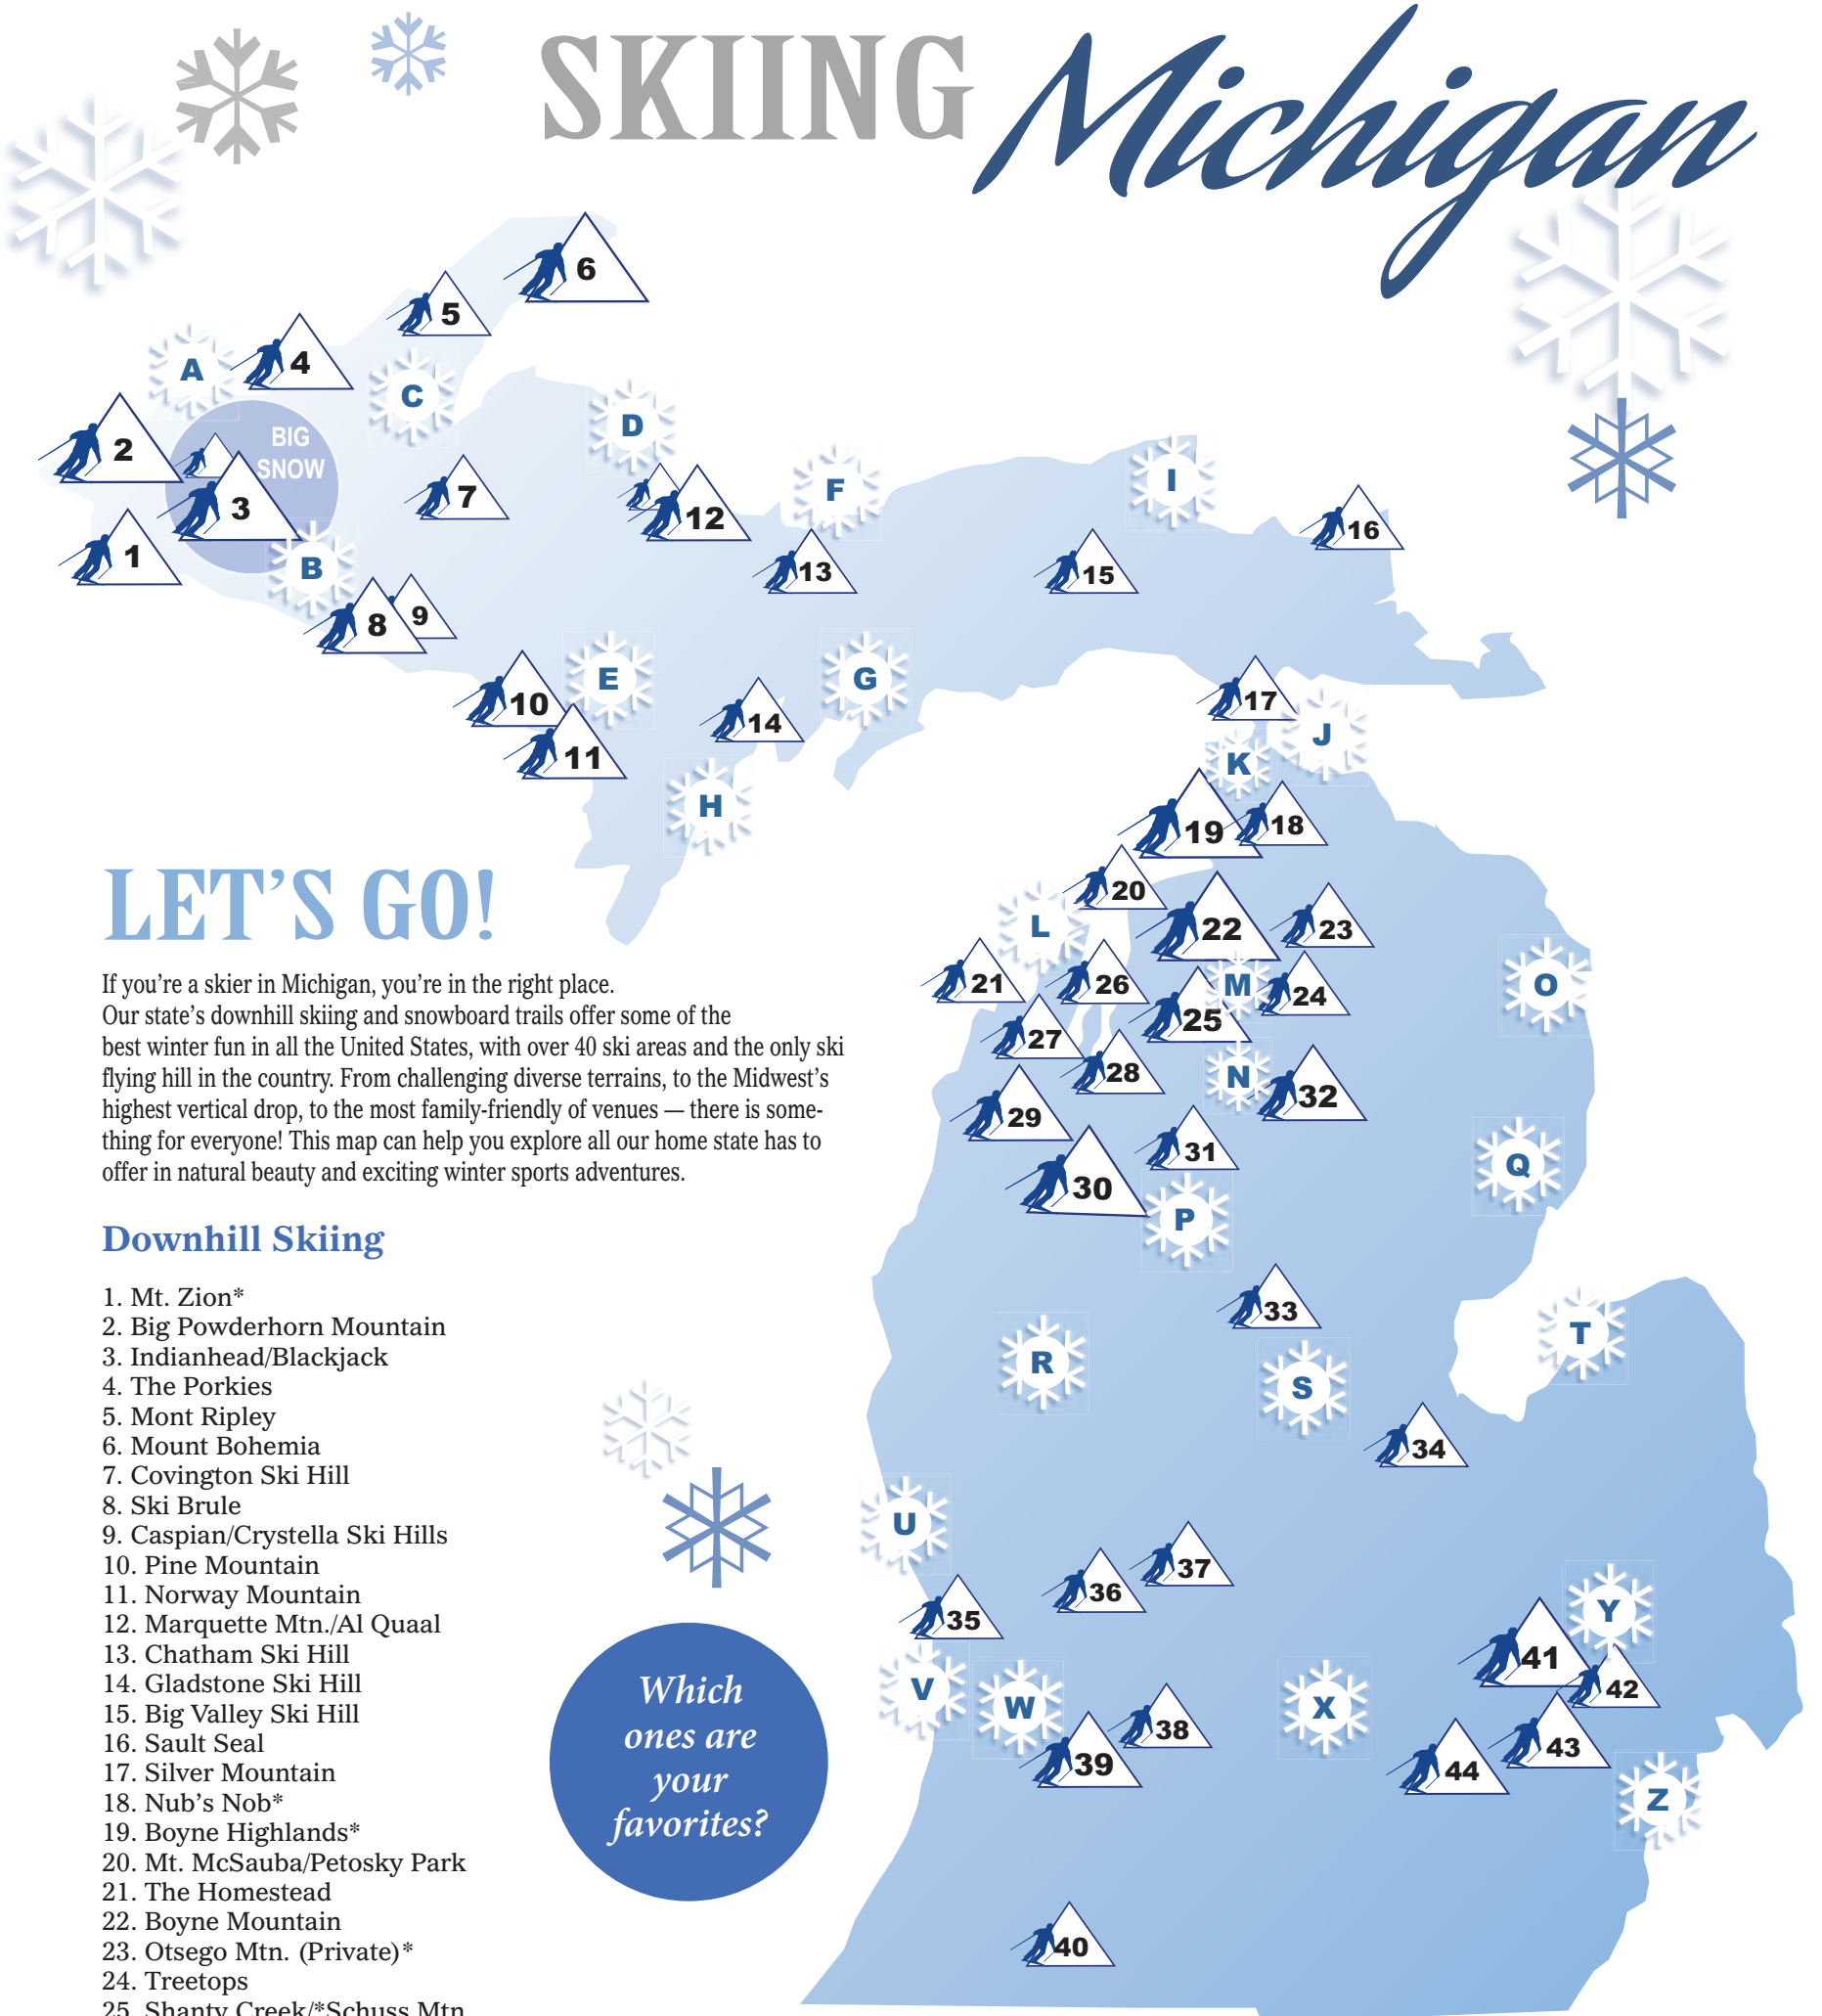 SKIING Michigan
6
5
4
A
C
2
BIG
SNOW
D
3
7
F
I
12
16
1
B
13
15
8
9
E
G
10
17
14
J
11
K
H
19
18
20
L
22
23
21
26
M
24
O
25
27
28
N
32
29
31
Q
30
P
33
T
R
S
34
U
37
36
35
Y
41
V
W
X
42
38
43
39
44
Z
40
LET'S GO!
If you're a skier in Michigan, you're in the right place.
Our state's downhill skiing and snowboard trails offer some of the
best winter fun in all the United States, with over 40 ski areas and the only ski
flying hill in the country. From challenging diverse terrains, to the Midwest's
highest vertical drop, to the most family-friendly of venues — there is some-
thing for everyone! This map can help you explore all our home state has to
offer in natural beauty and exciting winter sports adventures.
Downhill Skiing
1. Mt. Zion*
2. Big Powderhorn Mountain
3. Indianhead/Blackjack
4. The Porkies
5. Mont Ripley
6. Mount Bohemia
7. Covington Ski Hill
8. Ski Brule
9. Caspian/Crystella Ski Hills
10. Pine Mountain
11. Norway Mountain
12. Marquette Mtn./Al Quaal
13. Chatham Ski Hill
14. Gladstone Ski Hill
15. Big Valley Ski Hill
16. Sault Seal
17. Silver Mountain
18. Nub's Nob*
19. Boyne Highlands*
20. Mt. McSauba/Petosky Park
21. The Homestead
22. Boyne Mountain
23. Otsego Mtn. (Private)*
24. Treetops
25. Shanty Creek/*Schuss Mtn
Which
ones are
your
favorites?